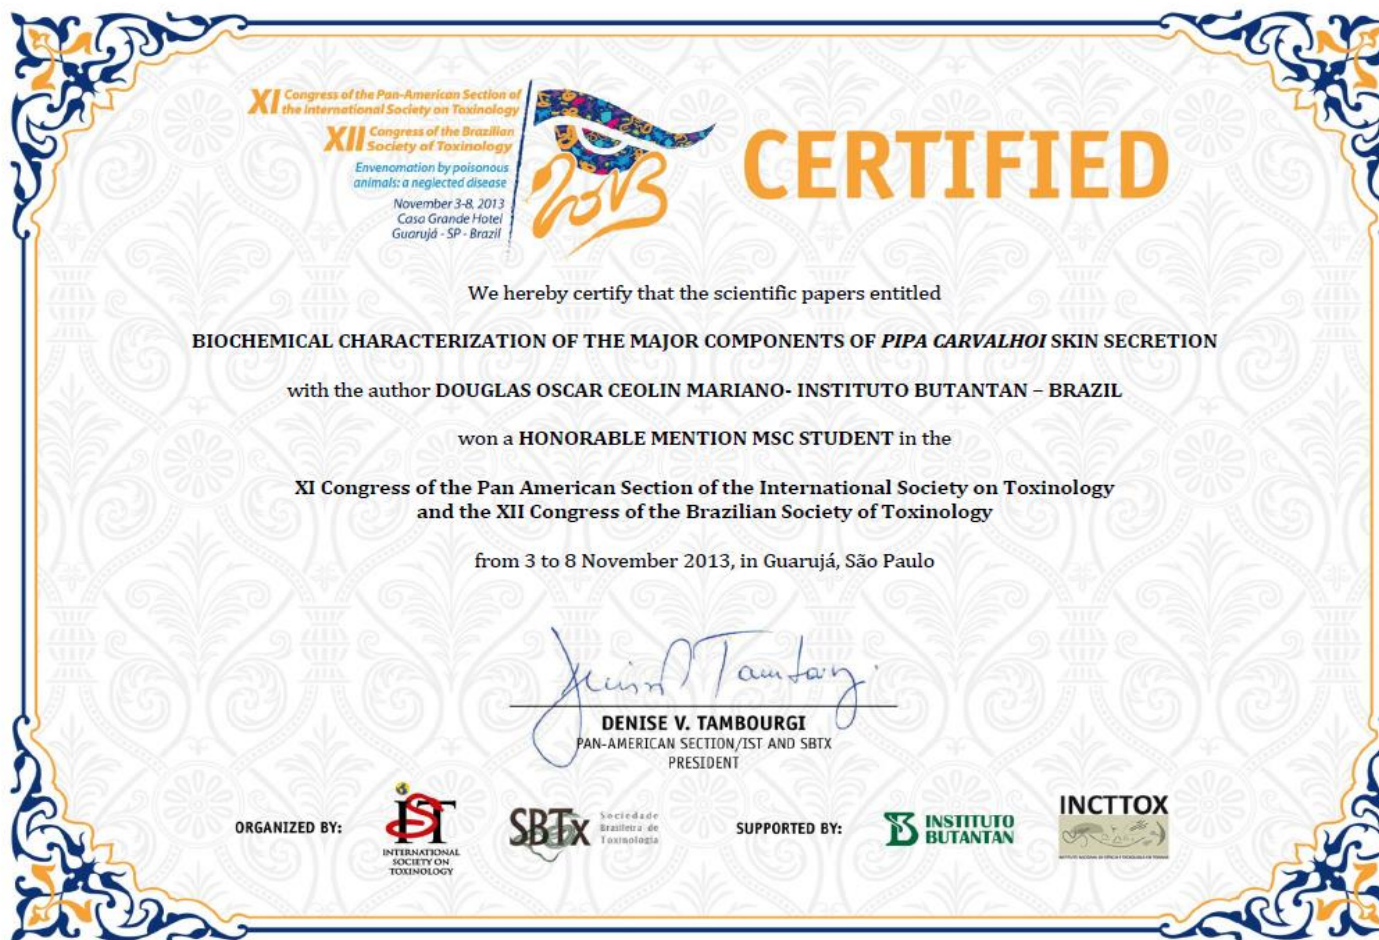 XI Congress of the Pan-American Section of
the International Society on Toxinology
XII Congress of the Brazilian
Society of Toxinology
Envenomation by poisonous
animals: a neglected disease
November 3-8, 2013
Casa Grande Hotel
Guarujá - SP - Brazil
2013
CERTIFIED
We hereby certify that the scientific papers entitled
BIOCHEMICAL CHARACTERIZATION OF THE MAJOR COMPONENTS OF PIPA CARVALHOI SKIN SECRETION
with the author DOUGLAS OSCAR CEOLIN MARIANO- INSTITUTO BUTANTAN – BRAZIL
won a HONORABLE MENTION MSC STUDENT in the
XI Congress of the Pan American Section of the International Society on Toxinology
and the XII Congress of the Brazilian Society of Toxinology
from 3 to 8 November 2013, in Guarujá, São Paulo
DENISE V. TAMBOURGI
PAN-AMERICAN SECTION/IST AND SBTX
PRESIDENT
ORGANIZED BY:
IST
INTERNATIONAL
SOCIETY ON
TOXINOLOGY
SBTx
Sociedade
Brasileira de
Toxinologia
SUPPORTED BY:
INSTITUTO
BUTANTAN
INCTTOX